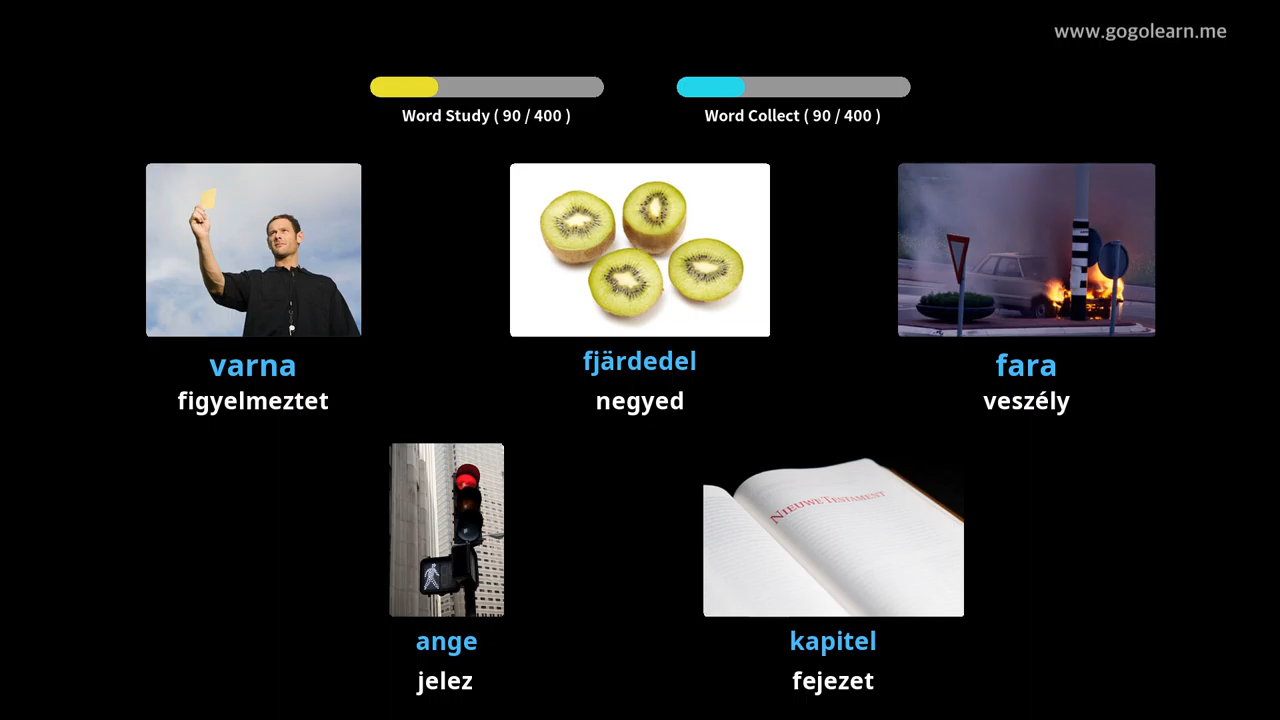 www.gogolearn.me
Word Study ( 90 / 400 )
Word Collect ( 90 / 400 )
varna
figyelmeztet
fjärdedel
negyed
fara
veszély
NIEUWE TESTAMENT
ange
jelez
kapitel
fejezet